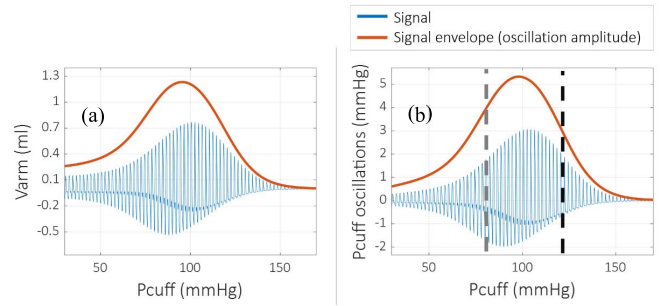 Signal
Signal envelope (oscillation amplitude)
(a)
Varm (ml)
1.3
1
0.7
0.4
0.1
-0.2
-0.5
50
100
150
Pcuff (mmHg)
(b)
Pcuff oscillations (mmHg)
5
4
3
2
1
0
-1
-2
50
100
150
Pcuff (mmHg)